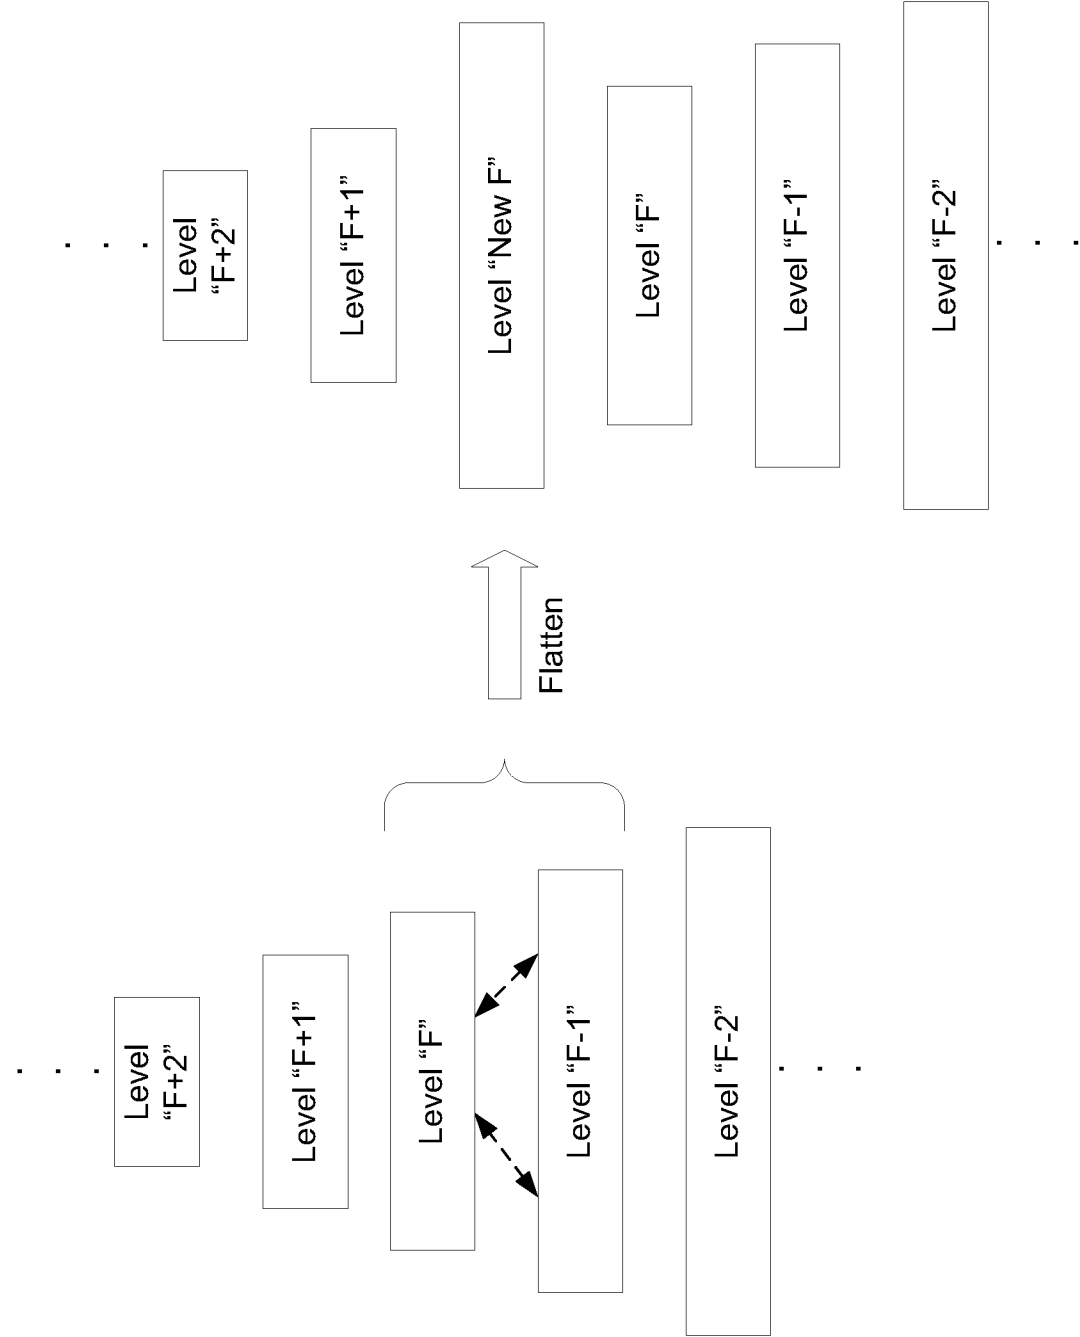 Level
“F+2”
Level “F+1”
Level “F”
Level “F-1”
Level “F-2”
Flatten
Level
“F+2”
Level “F+1”
Level “New F”
Level “F”
Level “F-1”
Level “F-2”